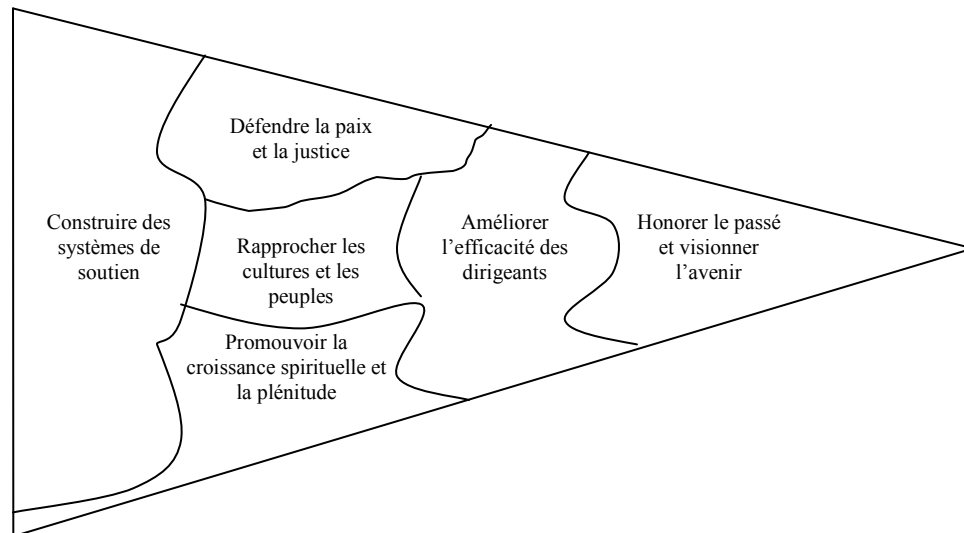 Défendre la paix
et la justice
Construire des
systèmes de
soutien
Rapprocher les
cultures et les
peuples
Promouvoir la
croissance spirituelle et
la plénitude
Améliorer
l’efficacité des
dirigeants
Honorer le passé
et visionner
l’avenir